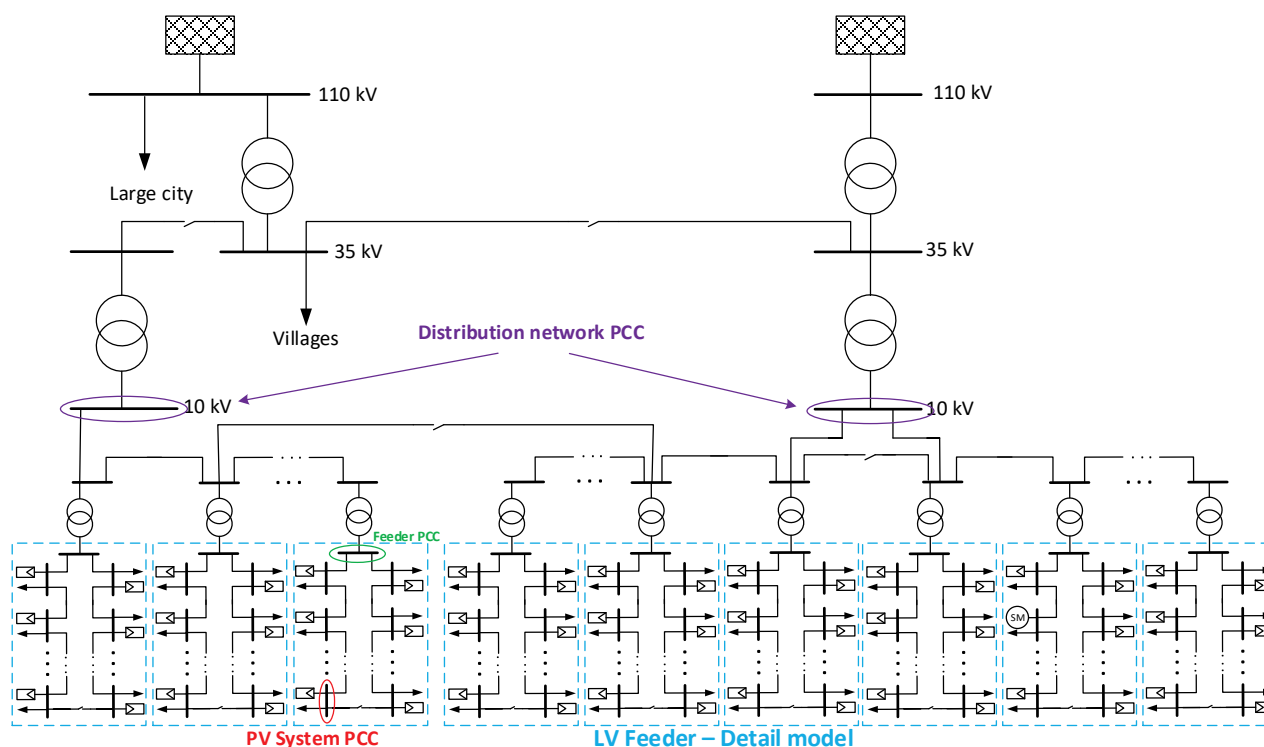 110 kV
110 kV
Large city
35 kV
35 kV
Villages
Distribution network PCC
10 kV
10 kV
Feeder PCC
SM
PV System PCC
LV Feeder – Detail model